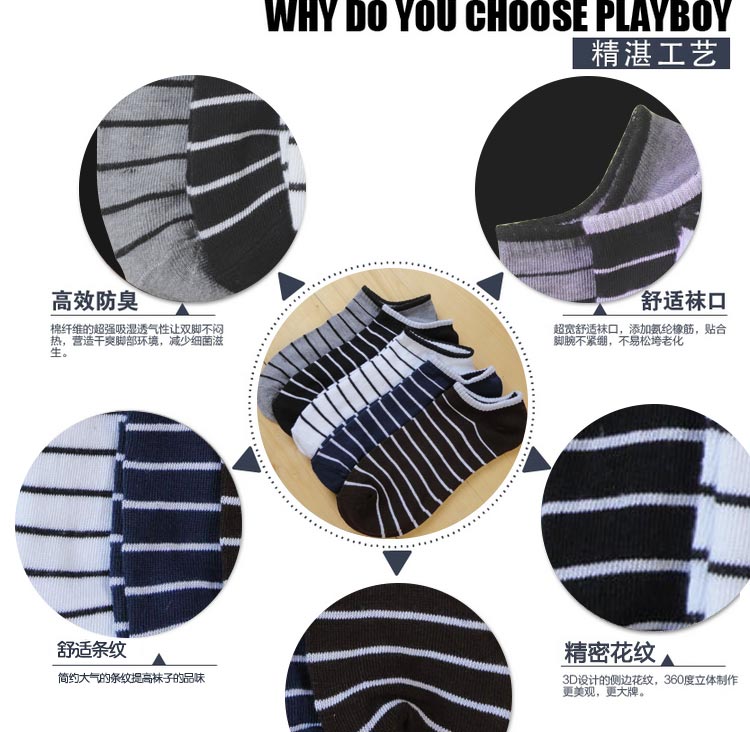 WHY DO YOU CHOOSE PLAYBOY
精湛工艺
高效防臭
棉纤维的超强吸湿透气性让双脚不闷
热，营造干爽脚部环境，减少细菌滋
生。
舒适袜口
超宽舒适袜口，添加氨纶橡筋，贴合
脚腕不紧绷，不易松垮老化
舒适条纹
简约大气的条纹提高袜子的品味
精密花纹
3D设计的侧边花纹，360度立体制作
更美观，更大牌。